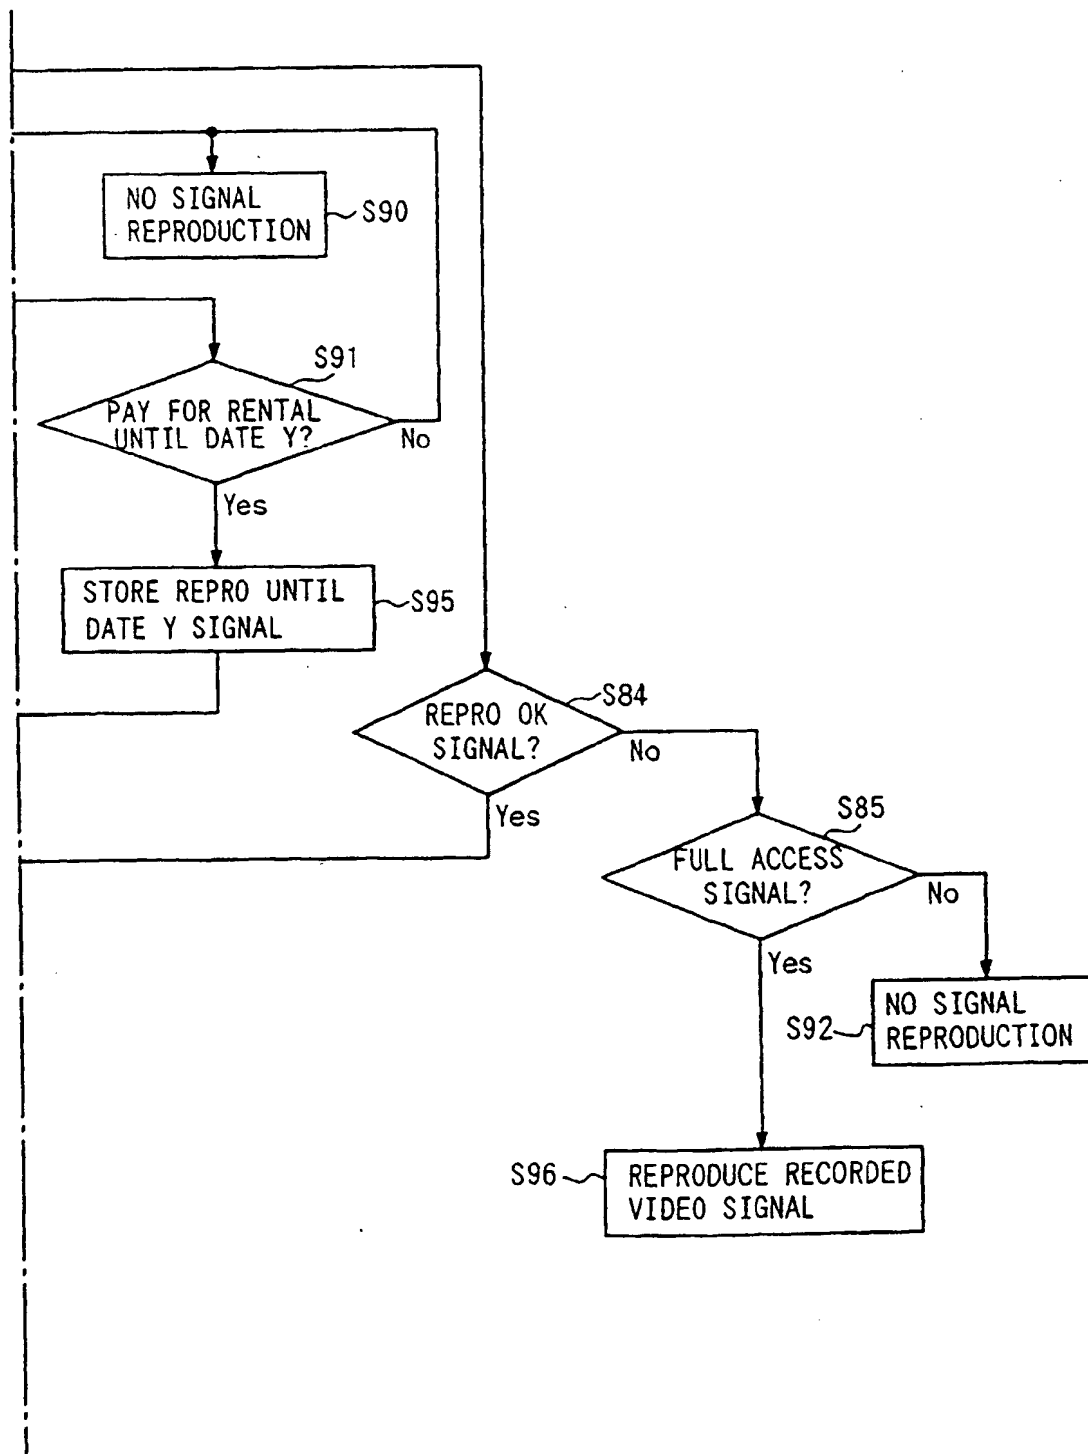 NO SIGNAL
REPRODUCTION
S90
S91
PAY FOR RENTAL
UNTIL DATE Y?
No
Yes
STORE REPRO UNTIL
DATE Y SIGNAL
S95
S84
REPRO OK
SIGNAL?
No
Yes
S85
FULL ACCESS
SIGNAL?
No
Yes
S92
NO SIGNAL
REPRODUCTION
S96
REPRODUCE RECORDED
VIDEO SIGNAL